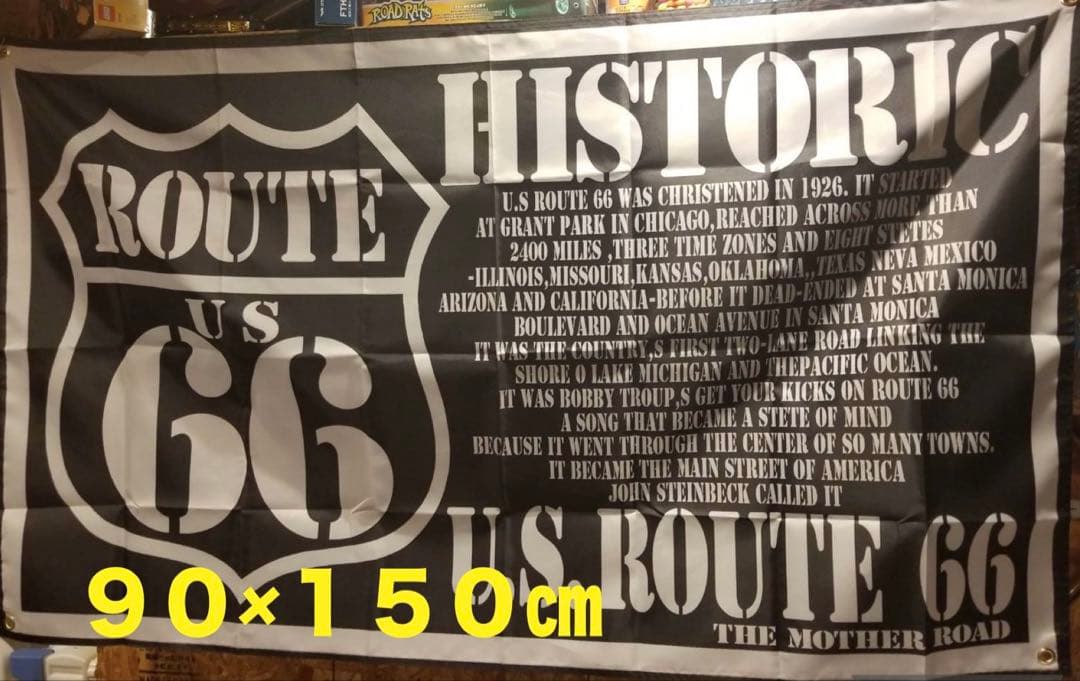 ROAD RATS
HISTORIC
ROUTE
US
66
U.S ROUTE 66 WAS CHRISTENED IN 1926. IT STARTED
AT GRANT PARK IN CHICAGO,REACHED ACROSS MORE THAN
2400 MILES ,THREE TIME ZONES AND EIGHT STETES
-ILLINOIS,MISSOURI,KANSAS,OKLAHOMA,,TEXAS NEVA MEXICO
ARIZONA AND CALIFORNIA-BEFORE IT DEAD-ENDED AT SANTA MONICA
BOULEVARD AND OCEAN AVENUE IN SANTA MONICA
IT WAS THE COUNTRY,S FIRST TWO-LANE ROAD LINKING THE
SHORE O LAKE MICHIGAN AND THEPACIFIC OCEAN.
IT WAS BOBBY TROUP,S GET YOUR KICKS ON ROUTE 66
A SONG THAT BECAME A STETE OF MIND
BECAUSE IT WENT THROUGH THE CENTER OF SO MANY TOWNS.
IT BECAME THE MAIN STREET OF AMERICA
JOHN STEINBECK CALLED IT
U.S. ROUTE 66
THE MOTHER ROAD
90×150㎝